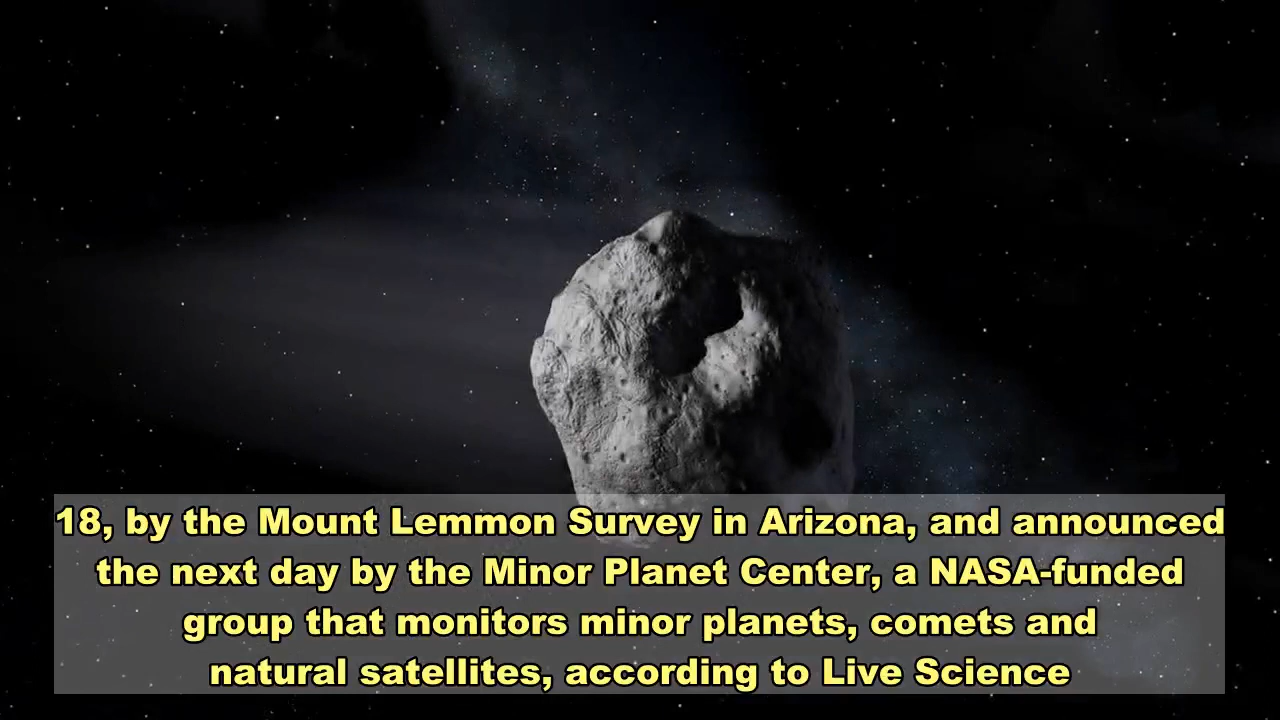 18, by the Mount Lemmon Survey in Arizona, and announced
the next day by the Minor Planet Center, a NASA-funded
group that monitors minor planets, comets and
natural satellites, according to Live Science